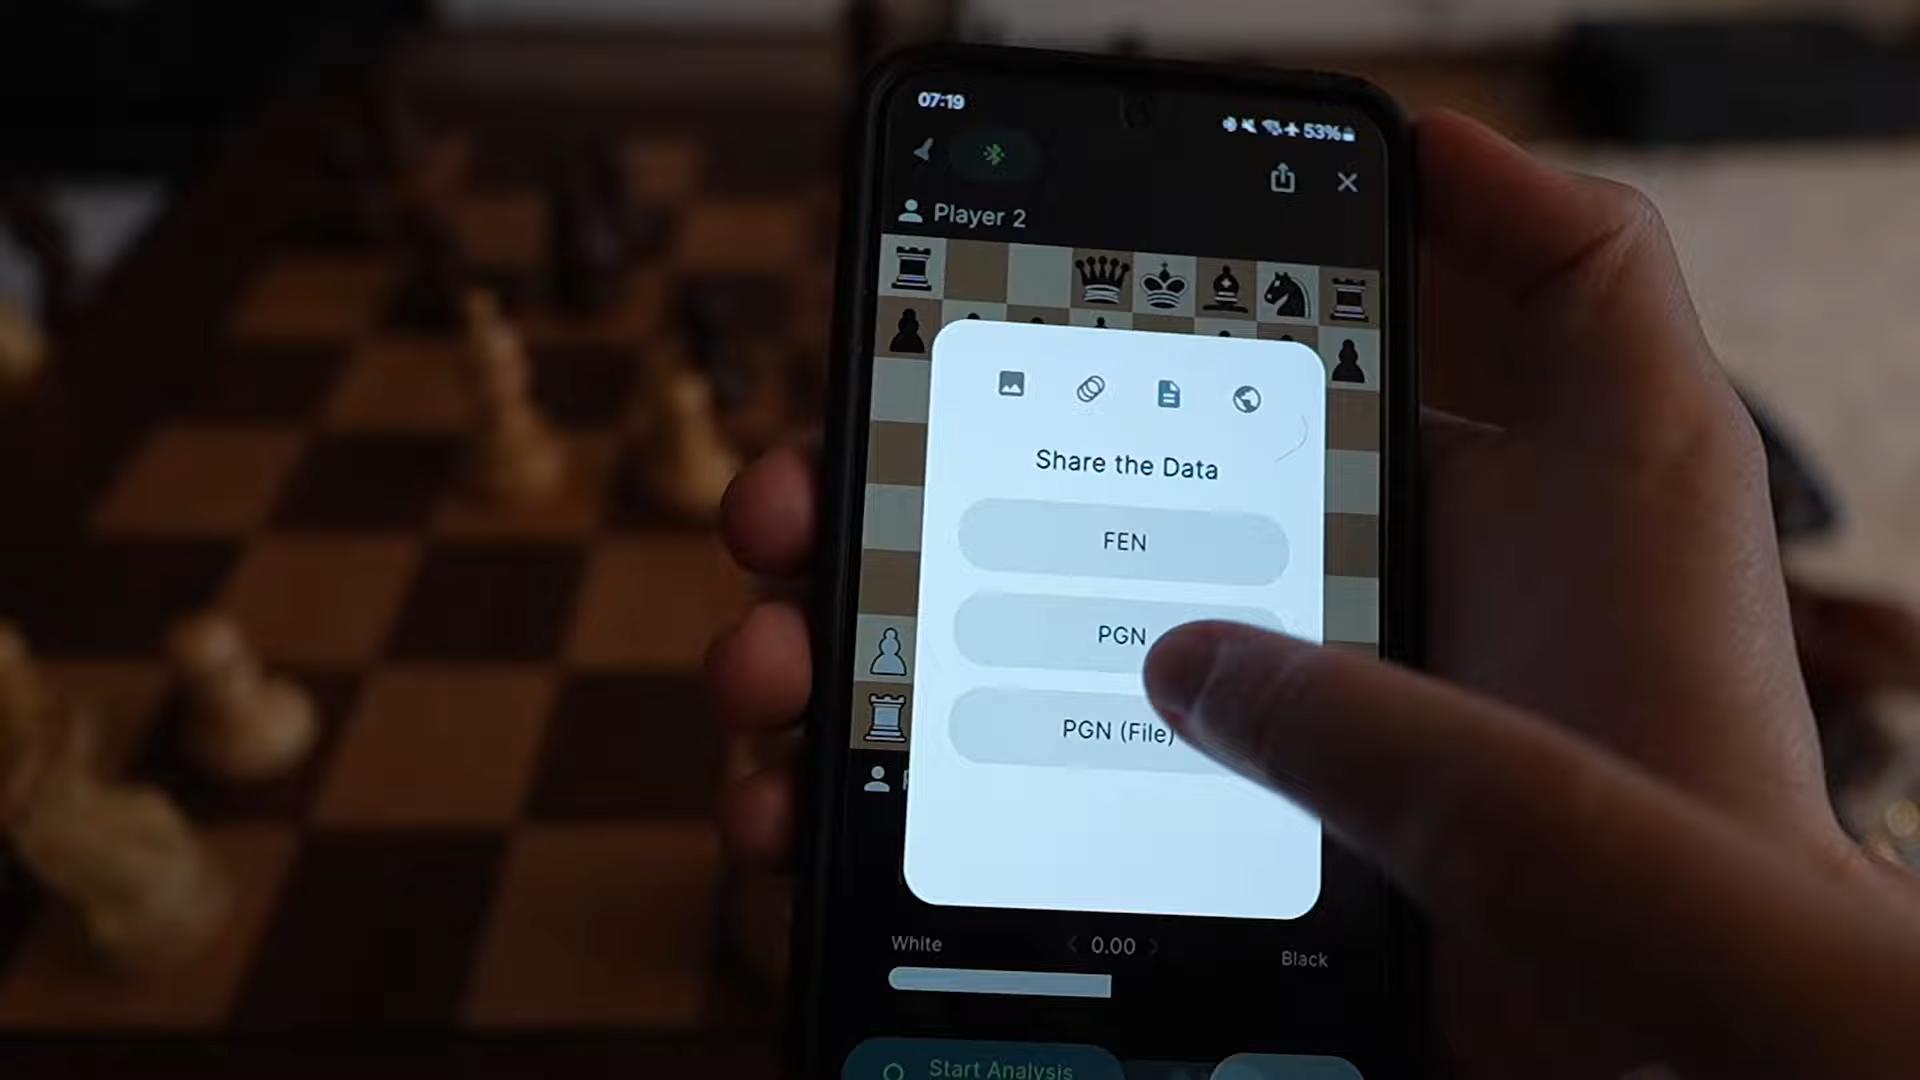 07:19
53%
Player 2
Share the Data
FEN
PGN
PGN (File)
White
0.00
Black
Start Analysis